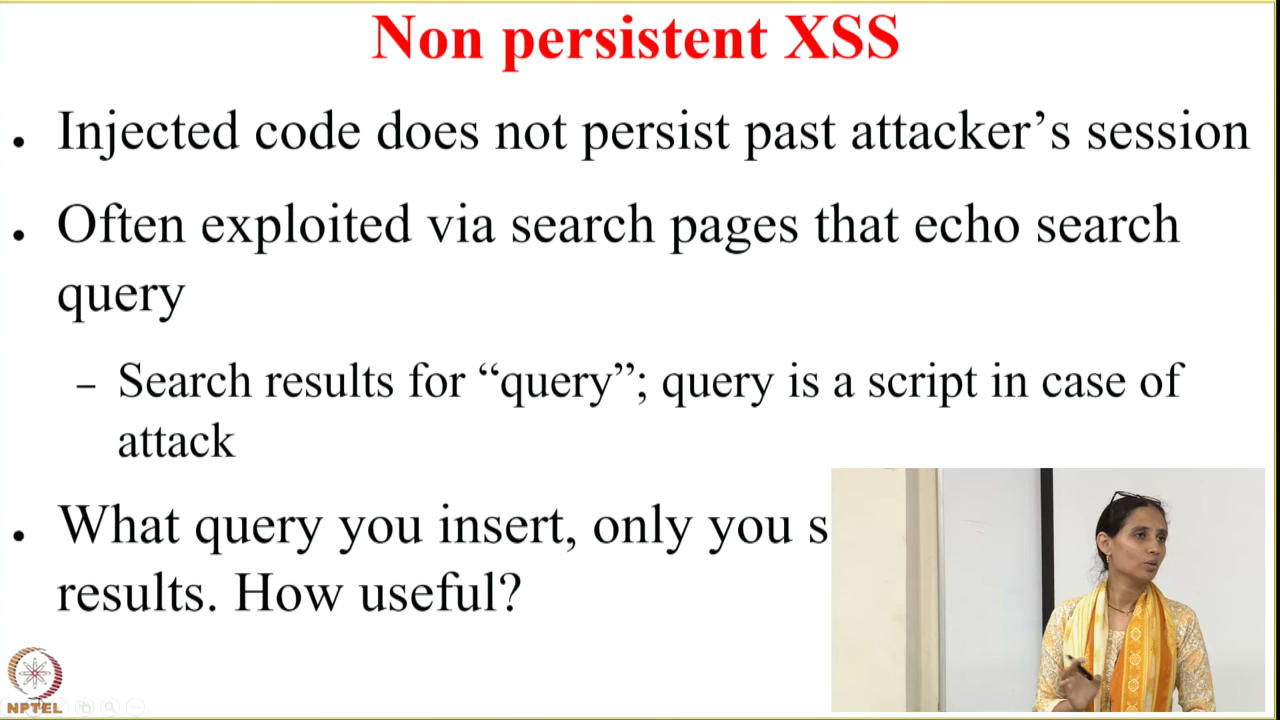 Non persistent XSS
• Injected code does not persist past attacker’s session
• Often exploited via search pages that echo search
query
– Search results for “query”; query is a script in case of
attack
• What query you insert, only you s
results. How useful?
NPTEL